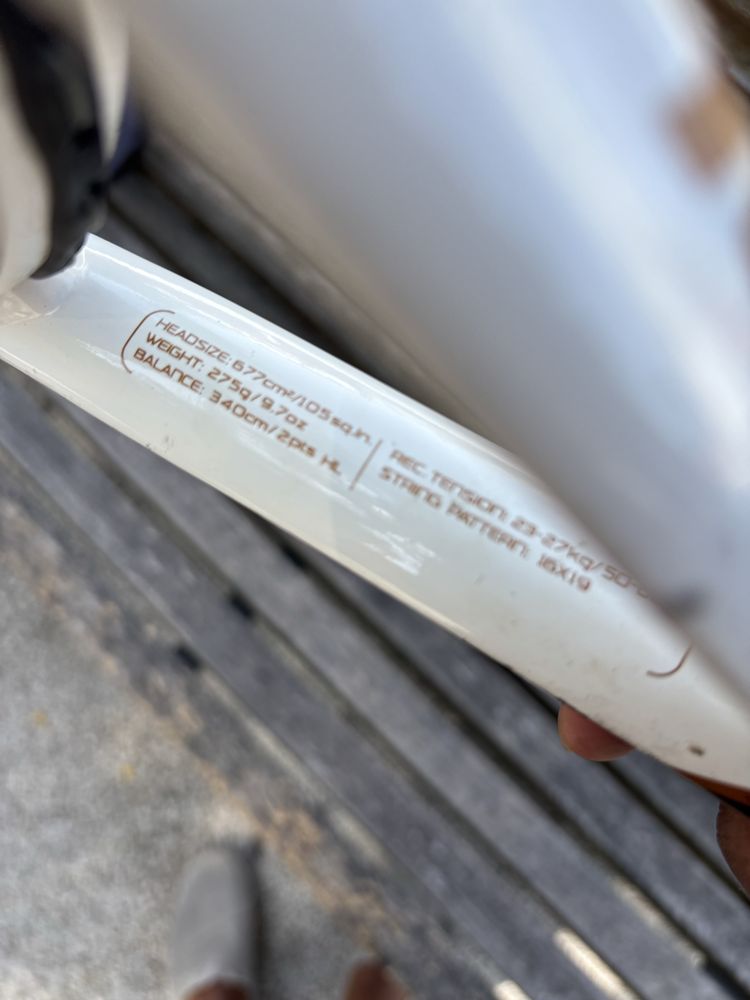 HEADSIZE: 677cm²/105sq.in.
WEIGHT: 275g/9.7oz
BALANCE: 340cm/2pts HL
REC. TENSION: 23-27Kg/50-
STRING PATTERN: 16X19